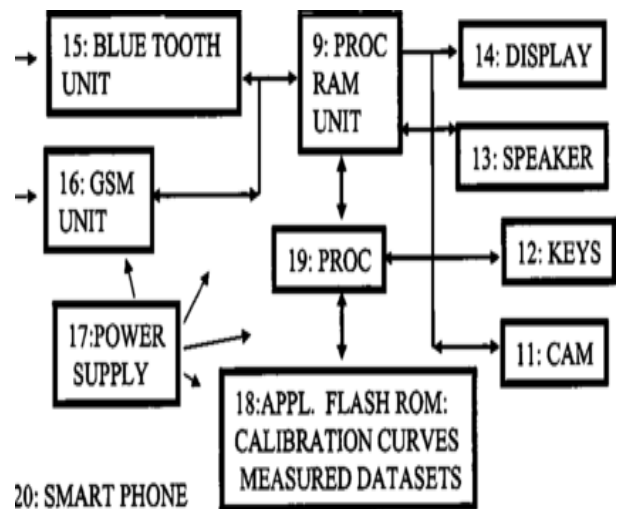 15: BLUE TOOTH
UNIT
9: PROC
RAM
UNIT
14: DISPLAY
13: SPEAKER
16: GSM
UNIT
19: PROC
12: KEYS
17:POWER
SUPPLY
11: CAM
18:APPL. FLASH ROM:
CALIBRATION CURVES
MEASURED DATASETS
20: SMART PHONE